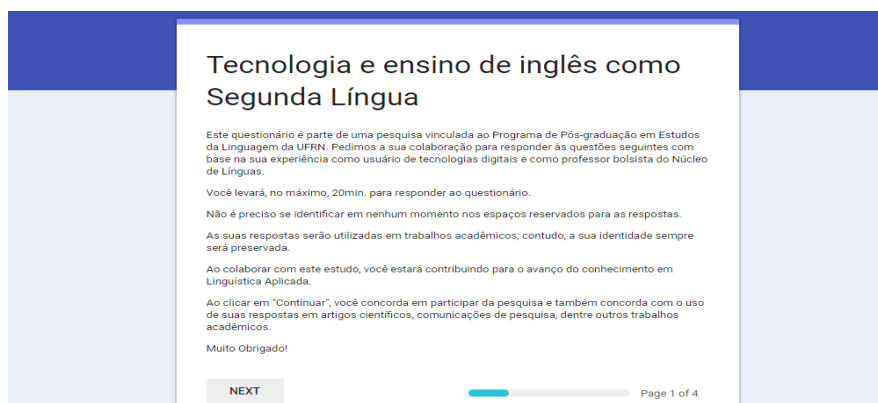 Tecnologia e ensino de inglês como
Segunda Língua
Este questionário é parte de uma pesquisa vinculada ao Programa de Pós-graduação em Estudos
da Linguagem da UFRN. Pedimos a sua colaboração para responder às questões seguintes com
base na sua experiência como usuário de tecnologias digitais e como professor bolsista do Núcleo
de Línguas.
Você levará, no máximo, 20min. para responder ao questionário.
Não é preciso se identificar em nenhum momento nos espaços reservados para as respostas.
As suas respostas serão utilizadas em trabalhos acadêmicos; contudo, a sua identidade sempre
será preservada.
Ao colaborar com este estudo, você estará contribuindo para o avanço do conhecimento em
Linguística Aplicada.
Ao clicar em "Continuar", você concorda em participar da pesquisa e também concorda com o uso
de suas respostas em artigos científicos, comunicações de pesquisa, dentre outros trabalhos
acadêmicos.
Muito Obrigado!
NEXT
Page 1 of 4